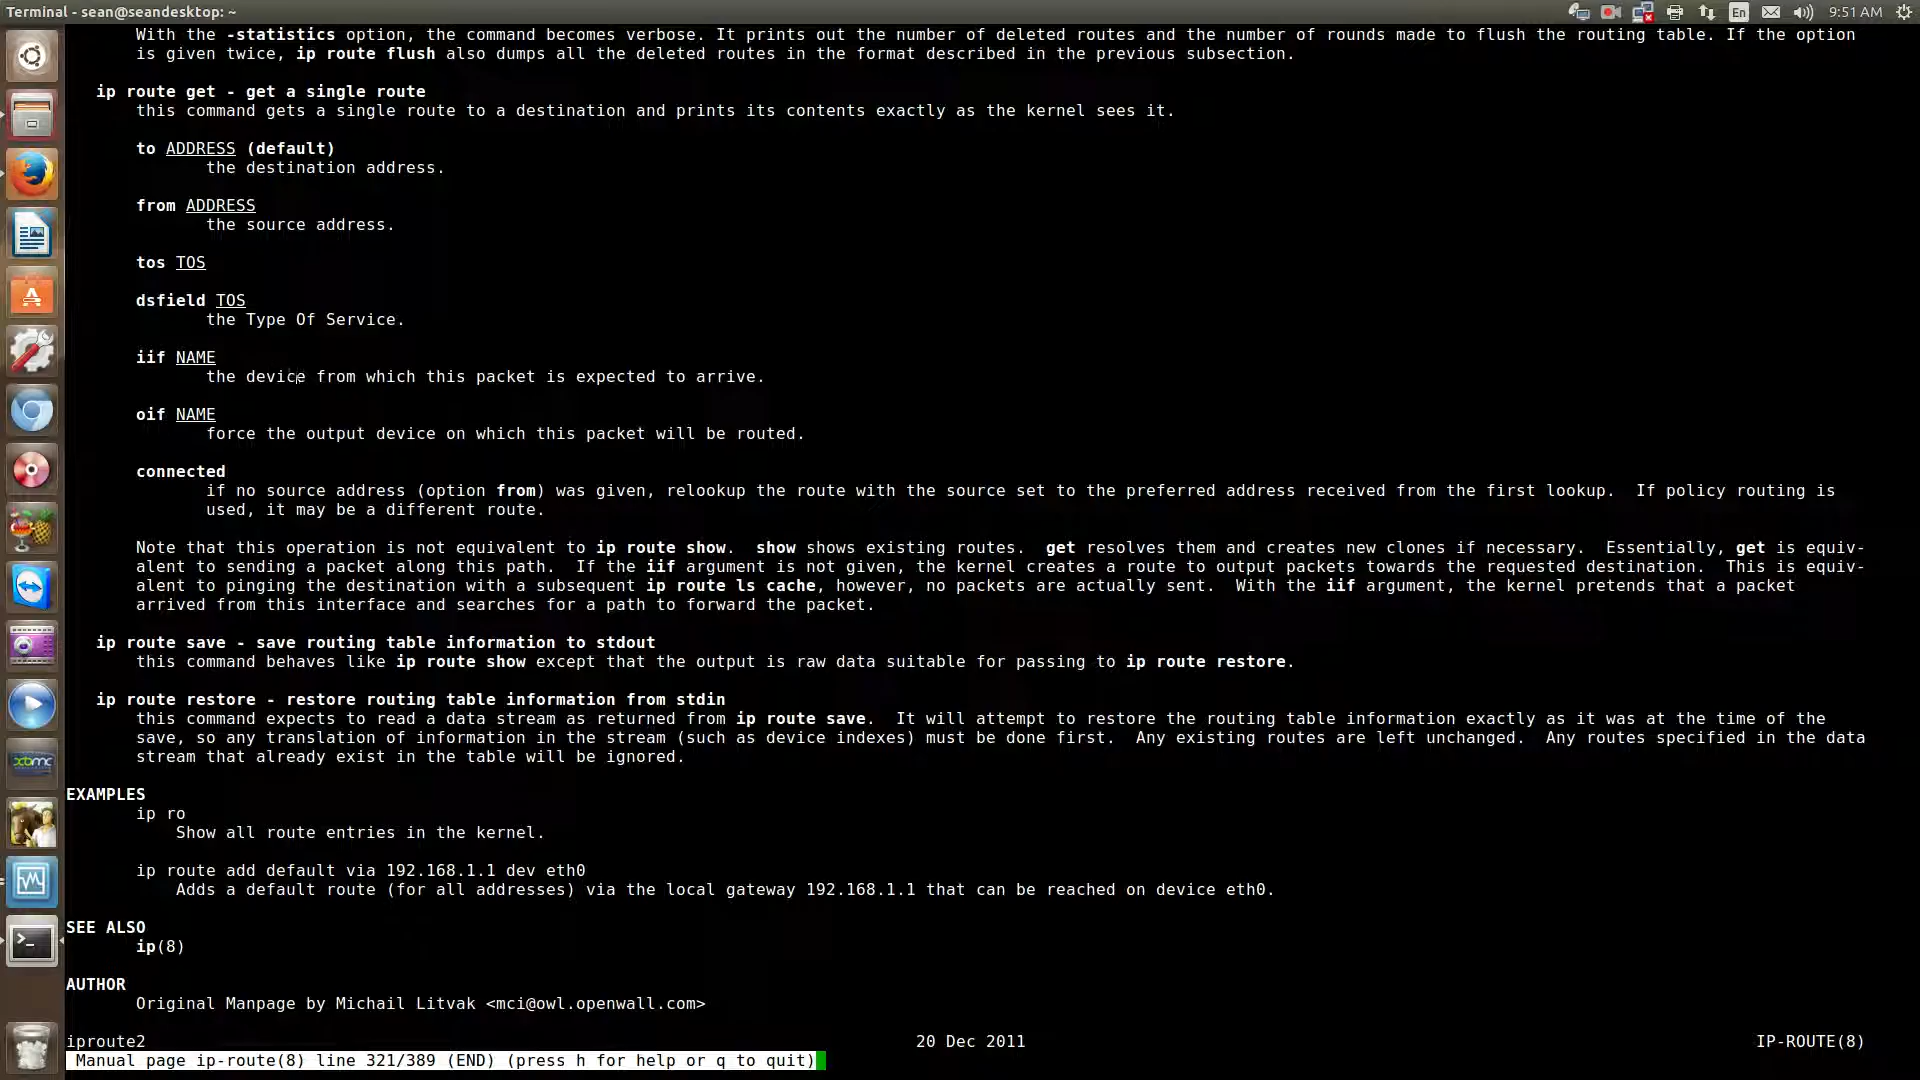 Terminal - sean@seandesktop: ~
En
9:51 AM
With the -statistics option, the command becomes verbose. It prints out the number of deleted routes and the number of rounds made to flush the routing table. If the option
is given twice, ip route flush also dumps all the deleted routes in the format described in the previous subsection.
ip route get - get a single route
this command gets a single route to a destination and prints its contents exactly as the kernel sees it.
to ADDRESS (default)
the destination address.
from ADDRESS
the source address.
tos TOS
dsfield TOS
the Type Of Service.
iif NAME
the device from which this packet is expected to arrive.
oif NAME
force the output device on which this packet will be routed.
connected
if no source address (option from) was given, relookup the route with the source set to the preferred address received from the first lookup.  If policy routing is
used, it may be a different route.
Note that this operation is not equivalent to ip route show.  show shows existing routes.  get resolves them and creates new clones if necessary.  Essentially, get is equiv-
alent to sending a packet along this path.  If the iif argument is not given, the kernel creates a route to output packets towards the requested destination.  This is equiv-
alent to pinging the destination with a subsequent ip route ls cache, however, no packets are actually sent.  With the iif argument, the kernel pretends that a packet
arrived from this interface and searches for a path to forward the packet.
ip route save - save routing table information to stdout
this command behaves like ip route show except that the output is raw data suitable for passing to ip route restore.
ip route restore - restore routing table information from stdin
this command expects to read a data stream as returned from ip route save.  It will attempt to restore the routing table information exactly as it was at the time of the
save, so any translation of information in the stream (such as device indexes) must be done first.  Any existing routes are left unchanged.  Any routes specified in the data
stream that already exist in the table will be ignored.
EXAMPLES
ip ro
Show all route entries in the kernel.
ip route add default via 192.168.1.1 dev eth0
Adds a default route (for all addresses) via the local gateway 192.168.1.1 that can be reached on device eth0.
SEE ALSO
ip(8)
AUTHOR
Original Manpage by Michail Litvak <mci@owl.openwall.com>
iproute2 20 Dec 2011 IP-ROUTE(8)
Manual page ip-route(8) line 321/389 (END) (press h for help or q to quit)
xbmc